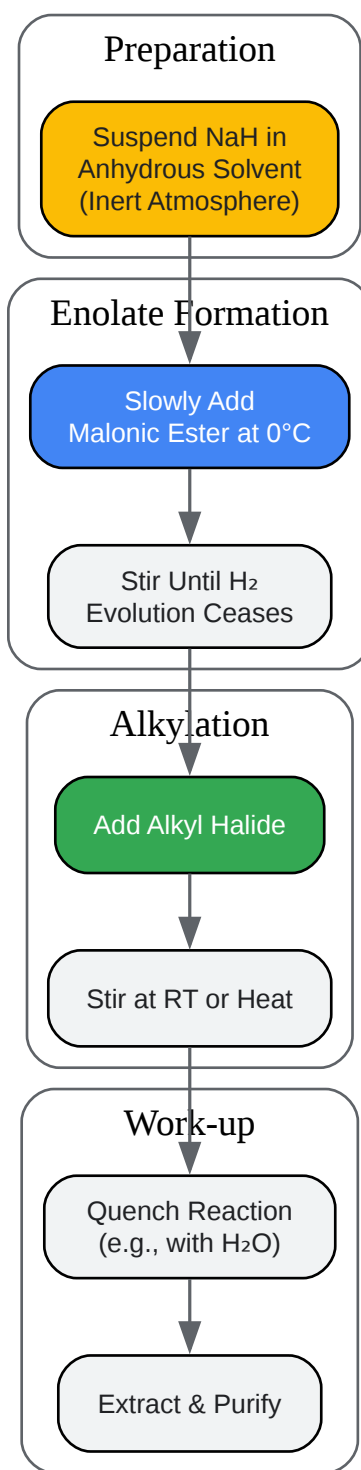 Preparation
Suspend NaH in
Anhydrous Solvent
(Inert Atmosphere)
Enolate Formation
Slowly Add
Malonic Ester at 0°C
Stir Until H₂
Evolution Ceases
Alkylation
Add Alkyl Halide
Stir at RT or Heat
Work-up
Quench Reaction
(e.g., with H₂O)
Extract & Purify